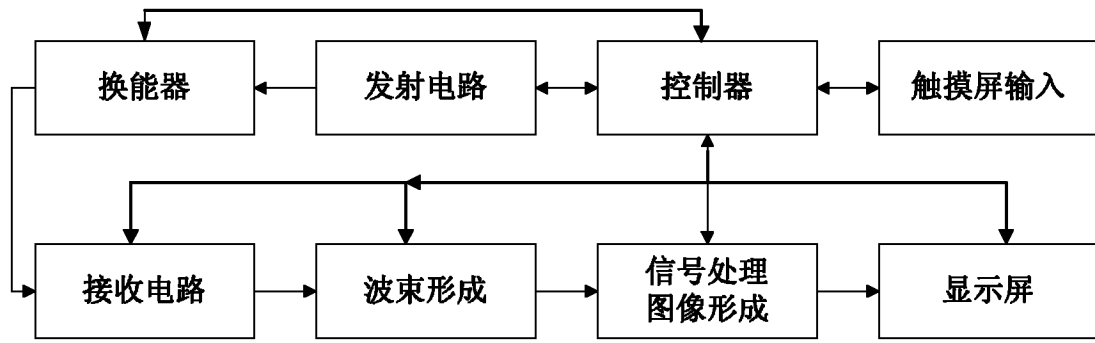 换能器
发射电路
控制器
触摸屏输入
接收电路
波束形成
信号处理
图像形成
显示屏